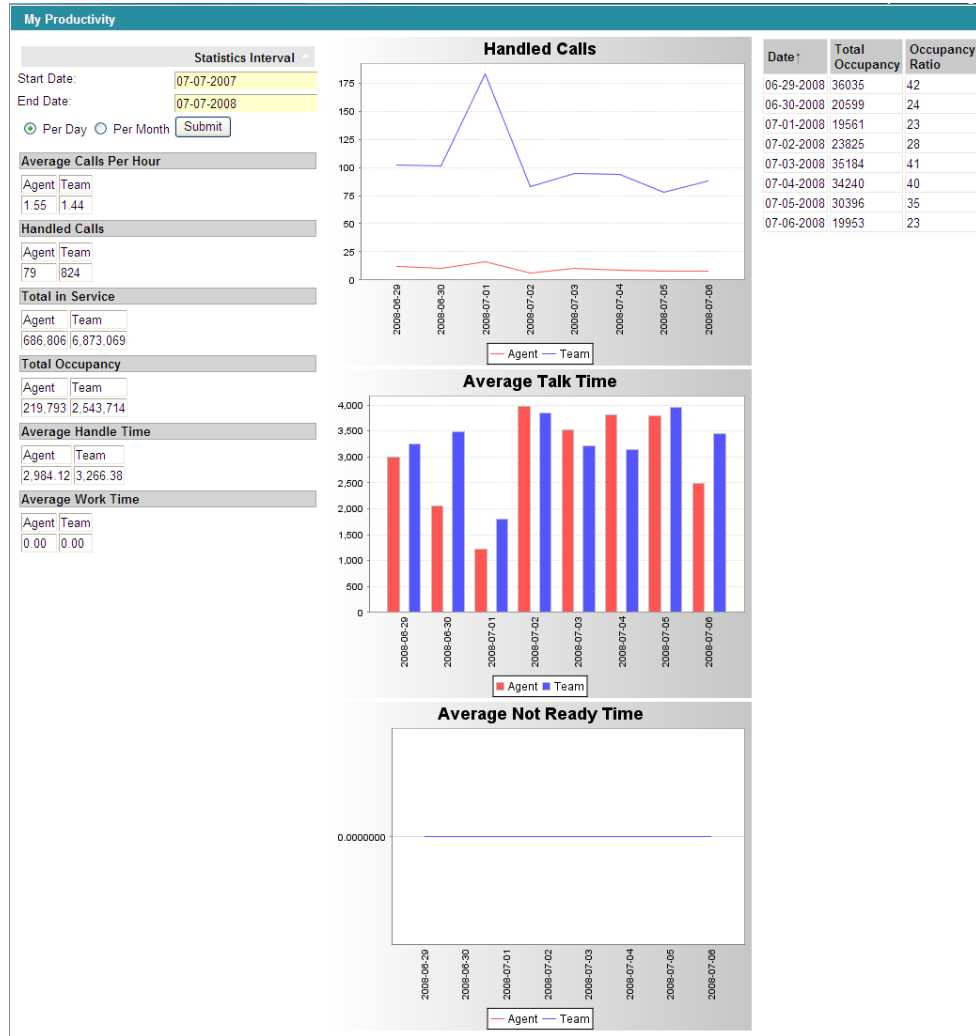 My Productivity
Statistics Interval
Start Date: 07-07-2007
End Date: 07-07-2008
Per Day Per Month Submit
Average Calls Per Hour
Agent Team
1.55 1.44
Handled Calls
Agent Team
79 824
Total in Service
Agent Team
686,806 6,873,069
Total Occupancy
Agent Team
219,793 2,543,714
Average Handle Time
Agent Team
2,984.12 3,266.38
Average Work Time
Agent Team
0.00 0.00
Handled Calls
175
150
125
100
75
50
25
0
2008-06-29 2008-06-30 2008-07-01 2008-07-02 2008-07-03 2008-07-04 2008-07-05 2008-07-06
Agent Team
Average Talk Time
4,000
3,500
3,000
2,500
2,000
1,500
1,000
500
0
2008-06-29 2008-06-30 2008-07-01 2008-07-02 2008-07-03 2008-07-04 2008-07-05 2008-07-06
Agent Team
Average Not Ready Time
0.0000000
2008-06-29 2008-06-30 2008-07-01 2008-07-02 2008-07-03 2008-07-04 2008-07-05 2008-07-06
Agent Team
Date↑ Total Occupancy Occupancy Ratio
06-29-2008 36035 42
06-30-2008 20599 24
07-01-2008 19561 23
07-02-2008 23825 28
07-03-2008 35184 41
07-04-2008 34240 40
07-05-2008 30396 35
07-06-2008 19953 23